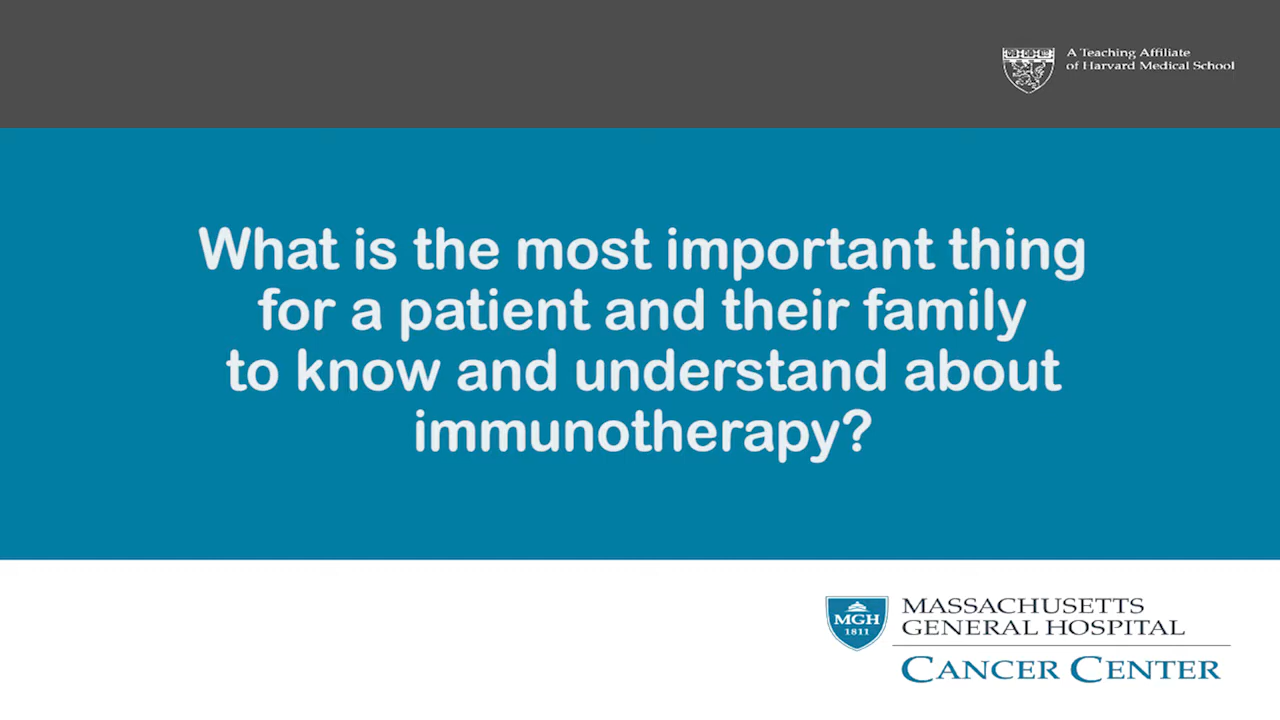 A Teaching Affiliate
of Harvard Medical School
What is the most important thing
for a patient and their family
to know and understand about
immunotherapy?
MGH
1811
MASSACHUSETTS
GENERAL HOSPITAL
CANCER CENTER